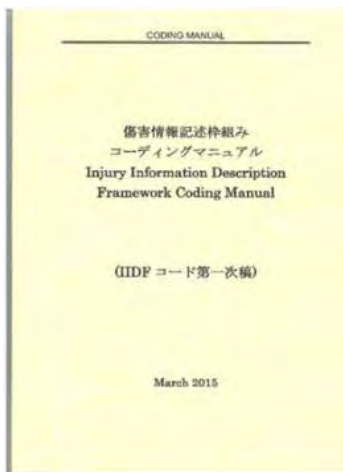 CODING MANUAL
傷害情報記述枠組み
コーディングマニュアル
Injury Information Description
Framework Coding Manual
(IIDF コード第一次稿)
March 2015